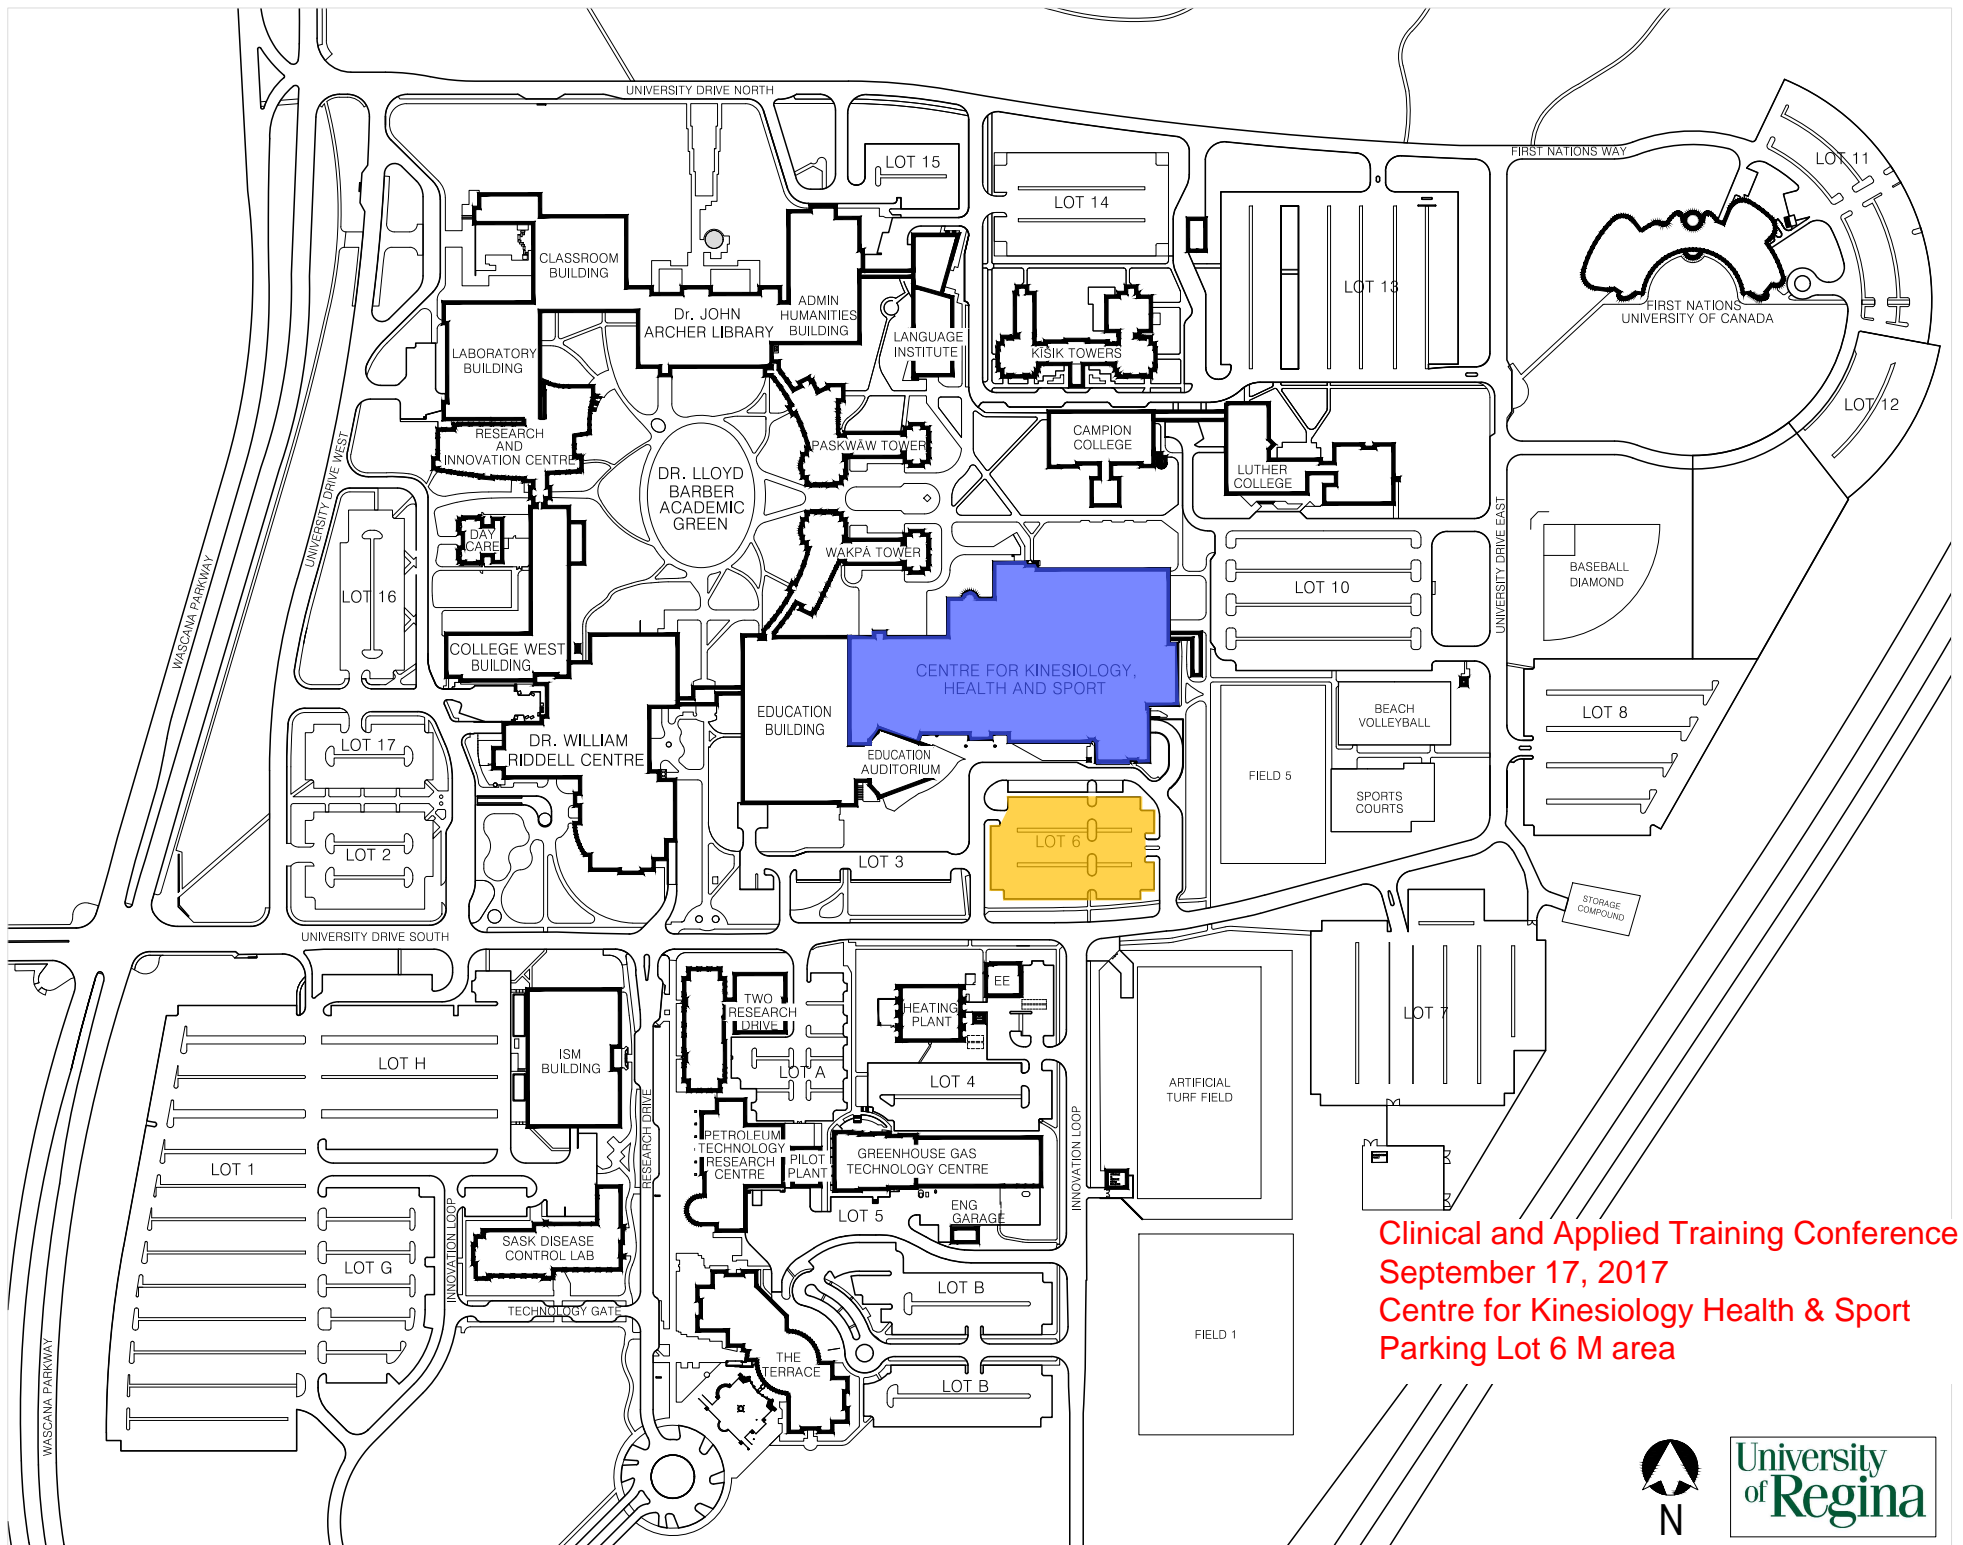 UNIVERSITY DRIVE NORTH
FIRST NATIONS WAY
LOT 15
LOT 11
LOT 14
CLASSROOM
BUILDING
LOT 13
ADMIN
HUMANITIES
BUILDING
Dr. JOHN
ARCHER LIBRARY
FIRST NATIONS
UNIVERSITY OF CANADA
LANGUAGE
INSTITUTE
KĪSIK TOWERS
LABORATORY
BUILDING
LOT 12
RESEARCH
AND
INNOVATION CENTRE
PASKWĀW TOWER
CAMPION
COLLEGE
LUTHER
COLLEGE
DR. LLOYD
BARBER
ACADEMIC
GREEN
UNIVERSITY DRIVE WEST
UNIVERSITY DRIVE EAST
DAY
CARE
WAKPÁ TOWER
BASEBALL
DIAMOND
LOT 10
LOT 16
WASCANA PARKWAY
COLLEGE WEST
BUILDING
CENTRE FOR KINESIOLOGY,
HEALTH AND SPORT
EDUCATION
BUILDING
BEACH
VOLLEYBALL
LOT 8
LOT 17
DR. WILLIAM
RIDDELL CENTRE
EDUCATION
AUDITORIUM
FIELD 5
SPORTS
COURTS
LOT 2
LOT 3
LOT 6
STORAGE
COMPOUND
UNIVERSITY DRIVE SOUTH
TWO
RESEARCH
DRIVE
EE
HEATING
PLANT
LOT 7
LOT H
ISM
BUILDING
LOT A
LOT 4
ARTIFICIAL
TURF FIELD
RESEARCH DRIVE
INNOVATION LOOP
PETROLEUM
TECHNOLOGY
RESEARCH
CENTRE
PILOT
PLANT
GREENHOUSE GAS
TECHNOLOGY CENTRE
LOT 1
LOT 5
ENG
GARAGE
INNOVATION LOOP
SASK DISEASE
CONTROL LAB
LOT G
LOT B
TECHNOLOGY GATE
Clinical and Applied Training Conference
September 17, 2017
Centre for Kinesiology Health & Sport
Parking Lot 6 M area
FIELD 1
THE
TERRACE
LOT B
WASCANA PARKWAY
N
University
of Regina